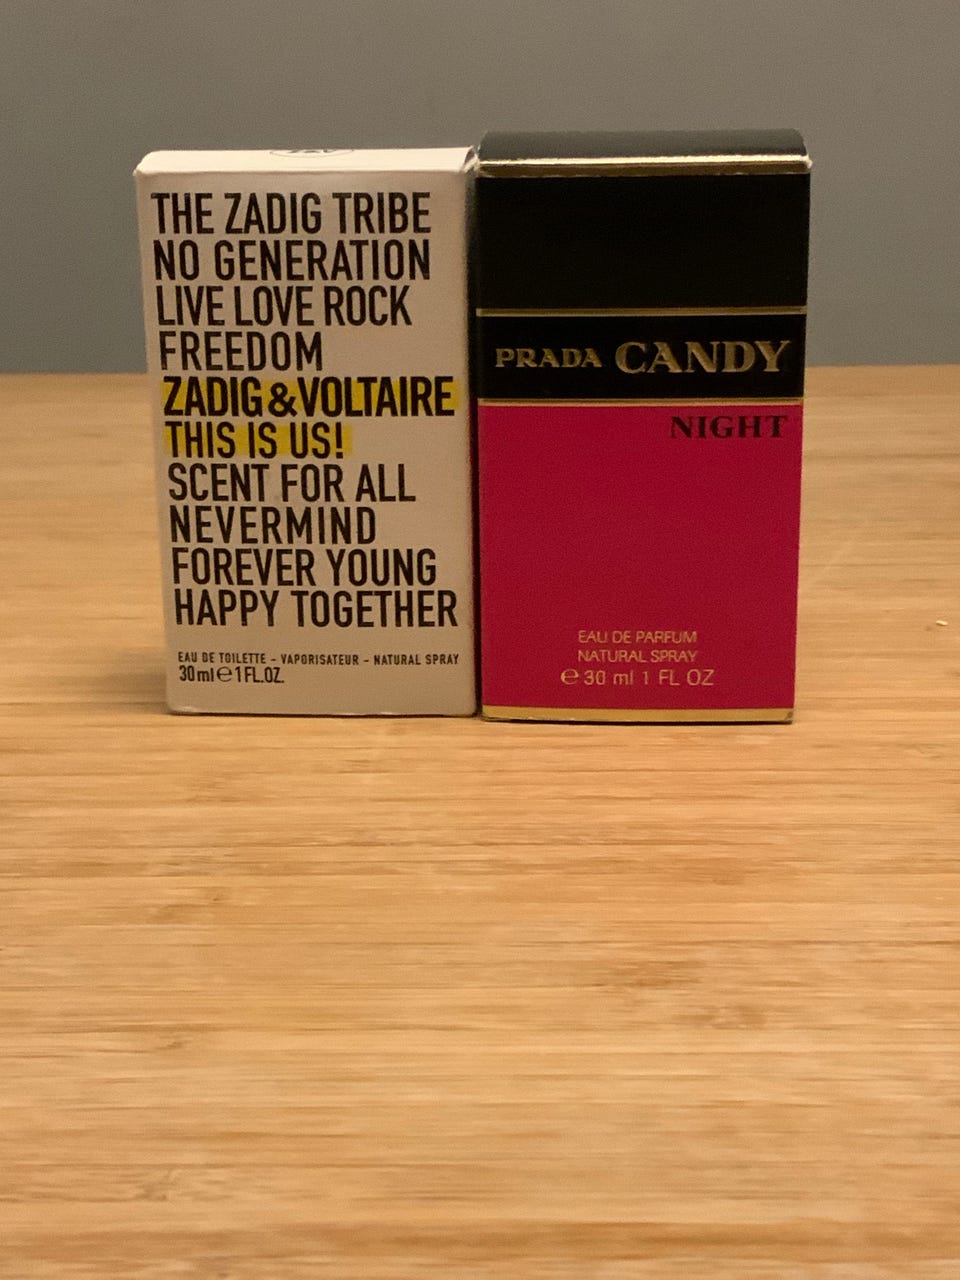 THE ZADIG TRIBE
NO GENERATION
LIVE LOVE ROCK
FREEDOM
ZADIG&VOLTAIRE
THIS IS US!
SCENT FOR ALL
NEVERMIND
FOREVER YOUNG
HAPPY TOGETHER
EAU DE TOILETTE - VAPORISATEUR - NATURAL SPRAY
30ml℮1FL.OZ.
PRADA CANDY
NIGHT
EAU DE PARFUM
NATURAL SPRAY
℮ 30 ml 1 FL OZ